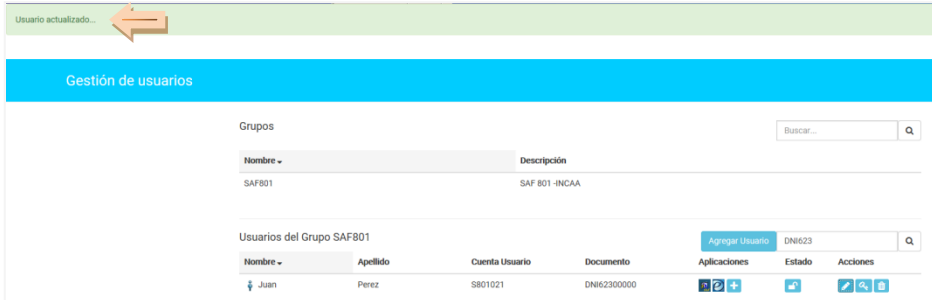 Usuario actualizado...
Gestión de usuarios
Grupos
Buscar...
Nombre Descripción
SAF801 SAF 801 -INCAA
Usuarios del Grupo SAF801
Agregar Usuario DNI623
Nombre Apellido Cuenta Usuario Documento Aplicaciones Estado Acciones
Juan Perez S801021 DNI62300000